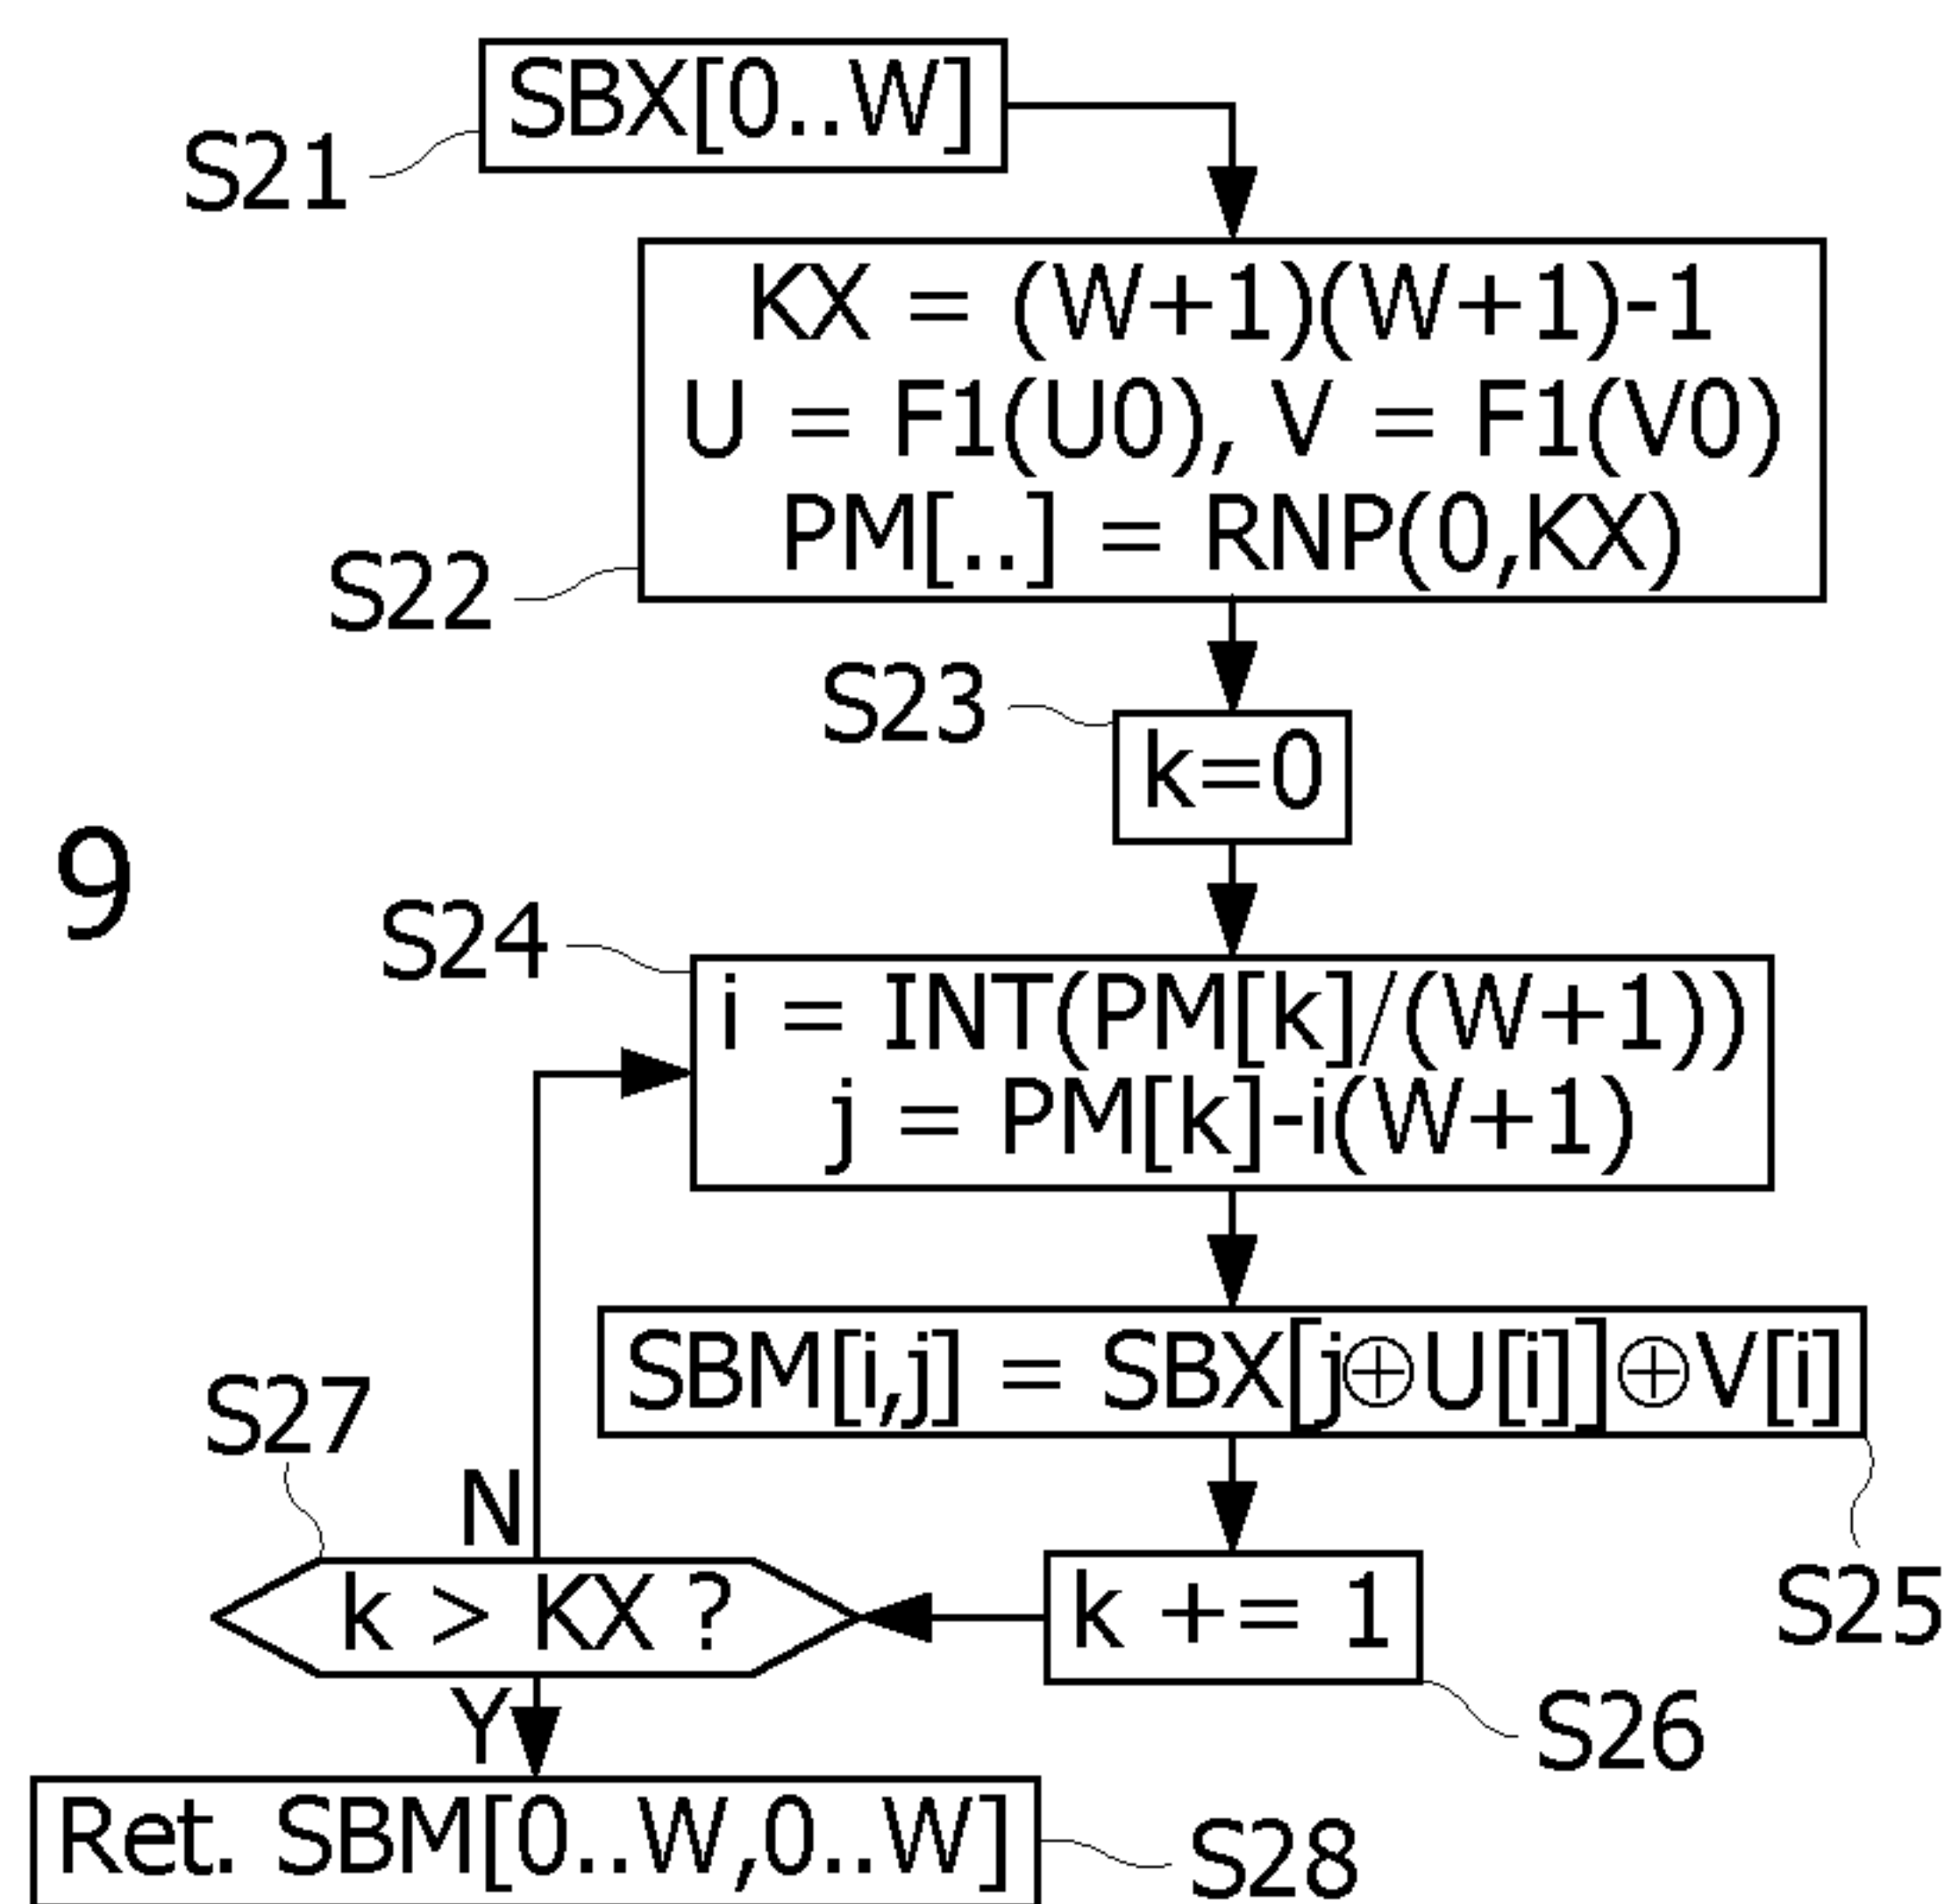 SBX[0..W]
S21
KX = (W+1)(W+1)-1
U = F1(U0), V = F1(V0)
PM[..] = RNP(0,KX)
S22
S23
k=0
9
S24
i = INT(PM[k]/(W+1))
j = PM[k]-i(W+1)
SBM[i,j] = SBX[j⊕U[i]]⊕V[i]
S25
S27
N
k > KX ?
k += 1
S26
Y
Ret. SBM[0..W,0..W]
S28